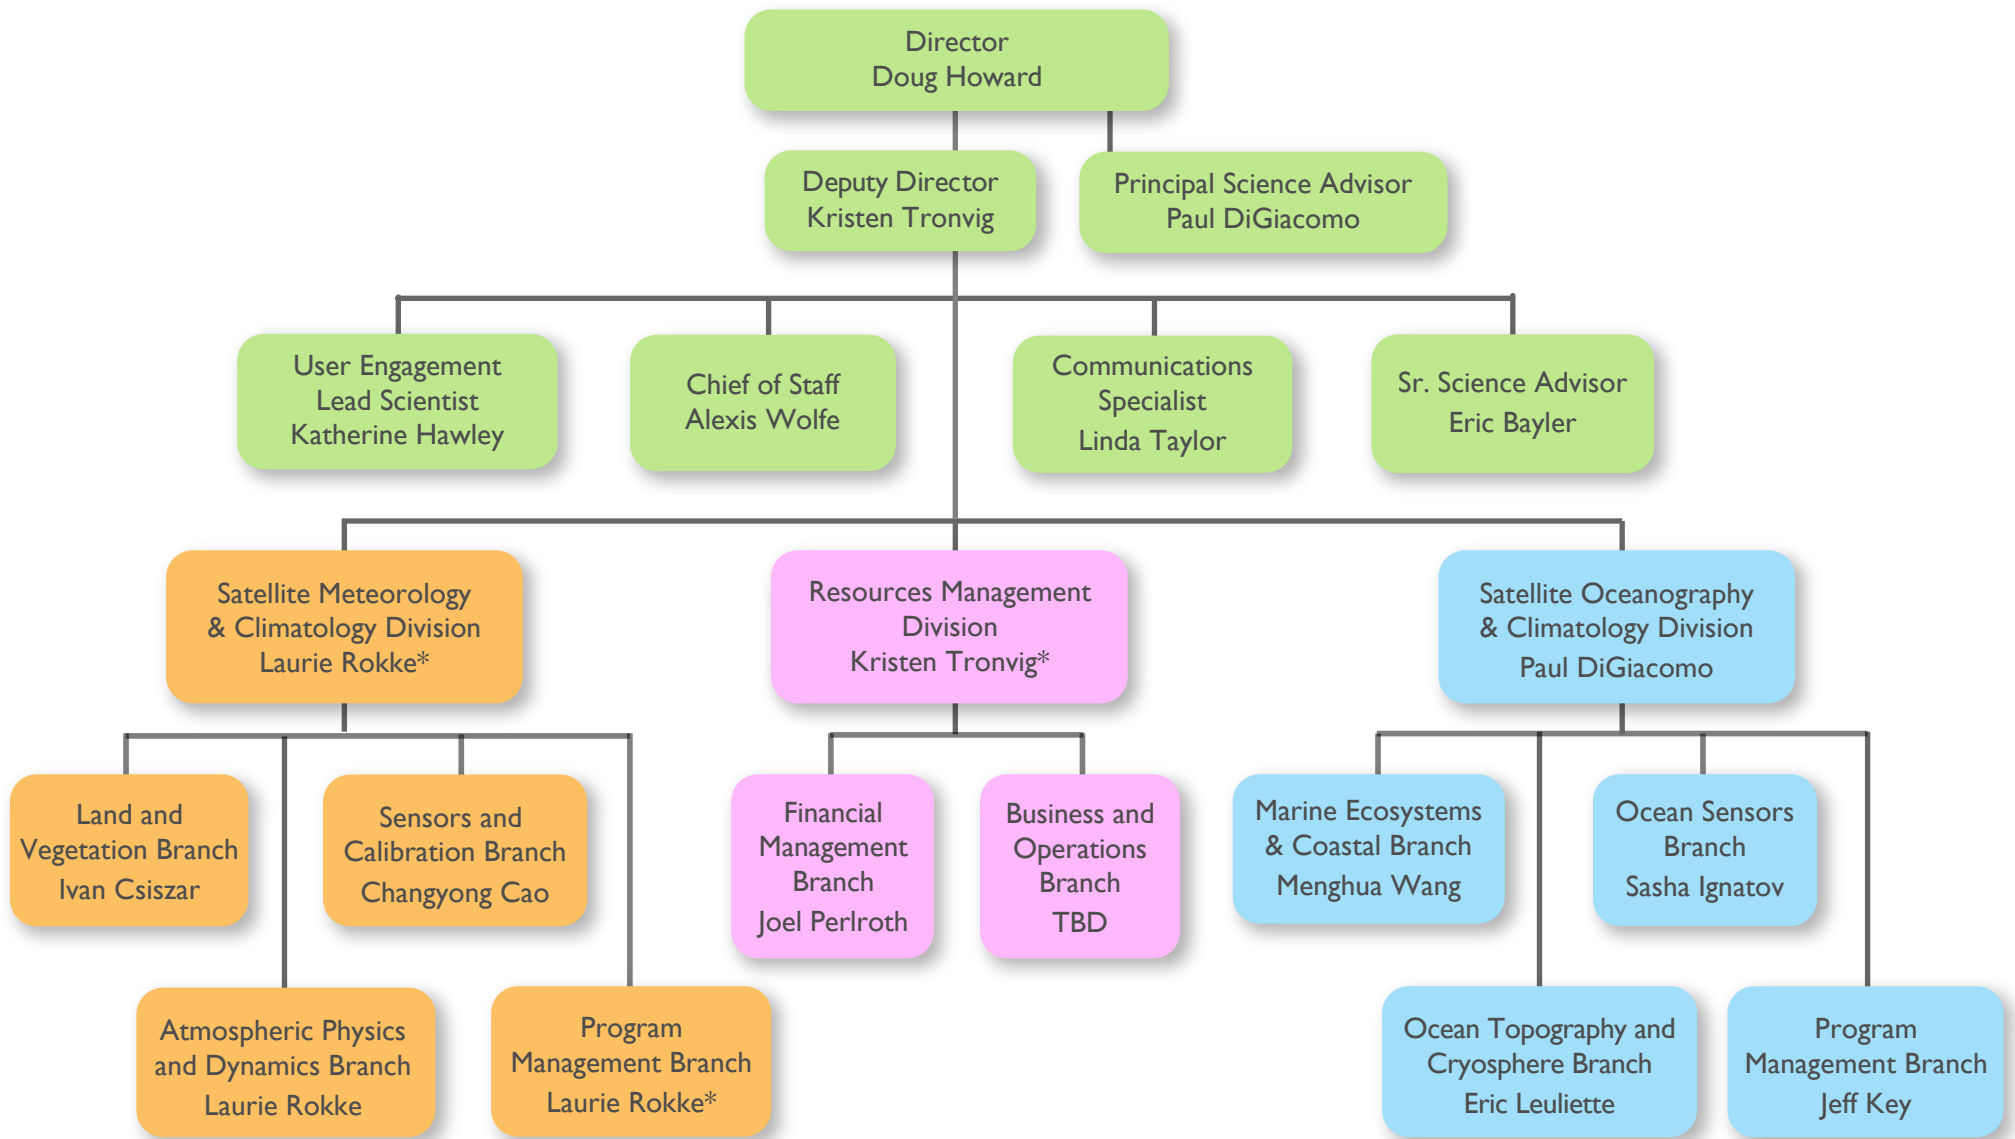 Director
Doug Howard
Deputy Director
Kristen Tronvig
Principal Science Advisor
Paul DiGiacomo
User Engagement
Lead Scientist
Katherine Hawley
Chief of Staff
Alexis Wolfe
Communications
Specialist
Linda Taylor
Sr. Science Advisor
Eric Bayler
Satellite Meteorology
& Climatology Division
Laurie Rokke*
Resources Management
Division
Kristen Tronvig*
Satellite Oceanography
& Climatology Division
Paul DiGiacomo
Land and
Vegetation Branch
Ivan Csiszar
Sensors and
Calibration Branch
Changyong Cao
Financial
Management
Branch
Joel Perlroth
Business and
Operations
Branch
TBD
Marine Ecosystems
& Coastal Branch
Menghua Wang
Ocean Sensors
Branch
Sasha Ignatov
Atmospheric Physics
and Dynamics Branch
Laurie Rokke
Program
Management Branch
Laurie Rokke*
Ocean Topography and
Cryosphere Branch
Eric Leuliette
Program
Management Branch
Jeff Key